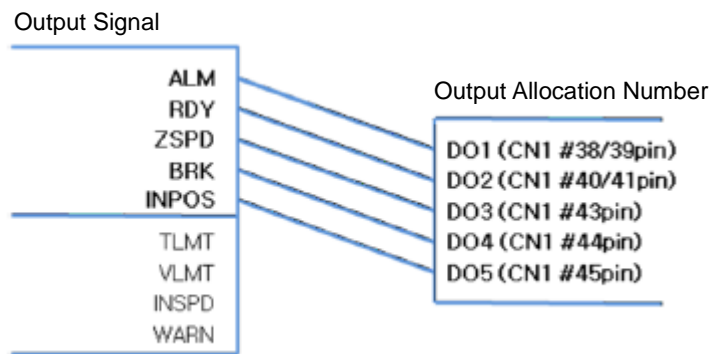 Output Signal
ALM
RDY
ZSPD
BRK
INPOS
TLMT
VLMT
INSPD
WARN
Output Allocation Number
DO1 (CN1 #38/39pin)
DO2 (CN1 #40/41pin)
DO3 (CN1 #43pin)
DO4 (CN1 #44pin)
DO5 (CN1 #45pin)